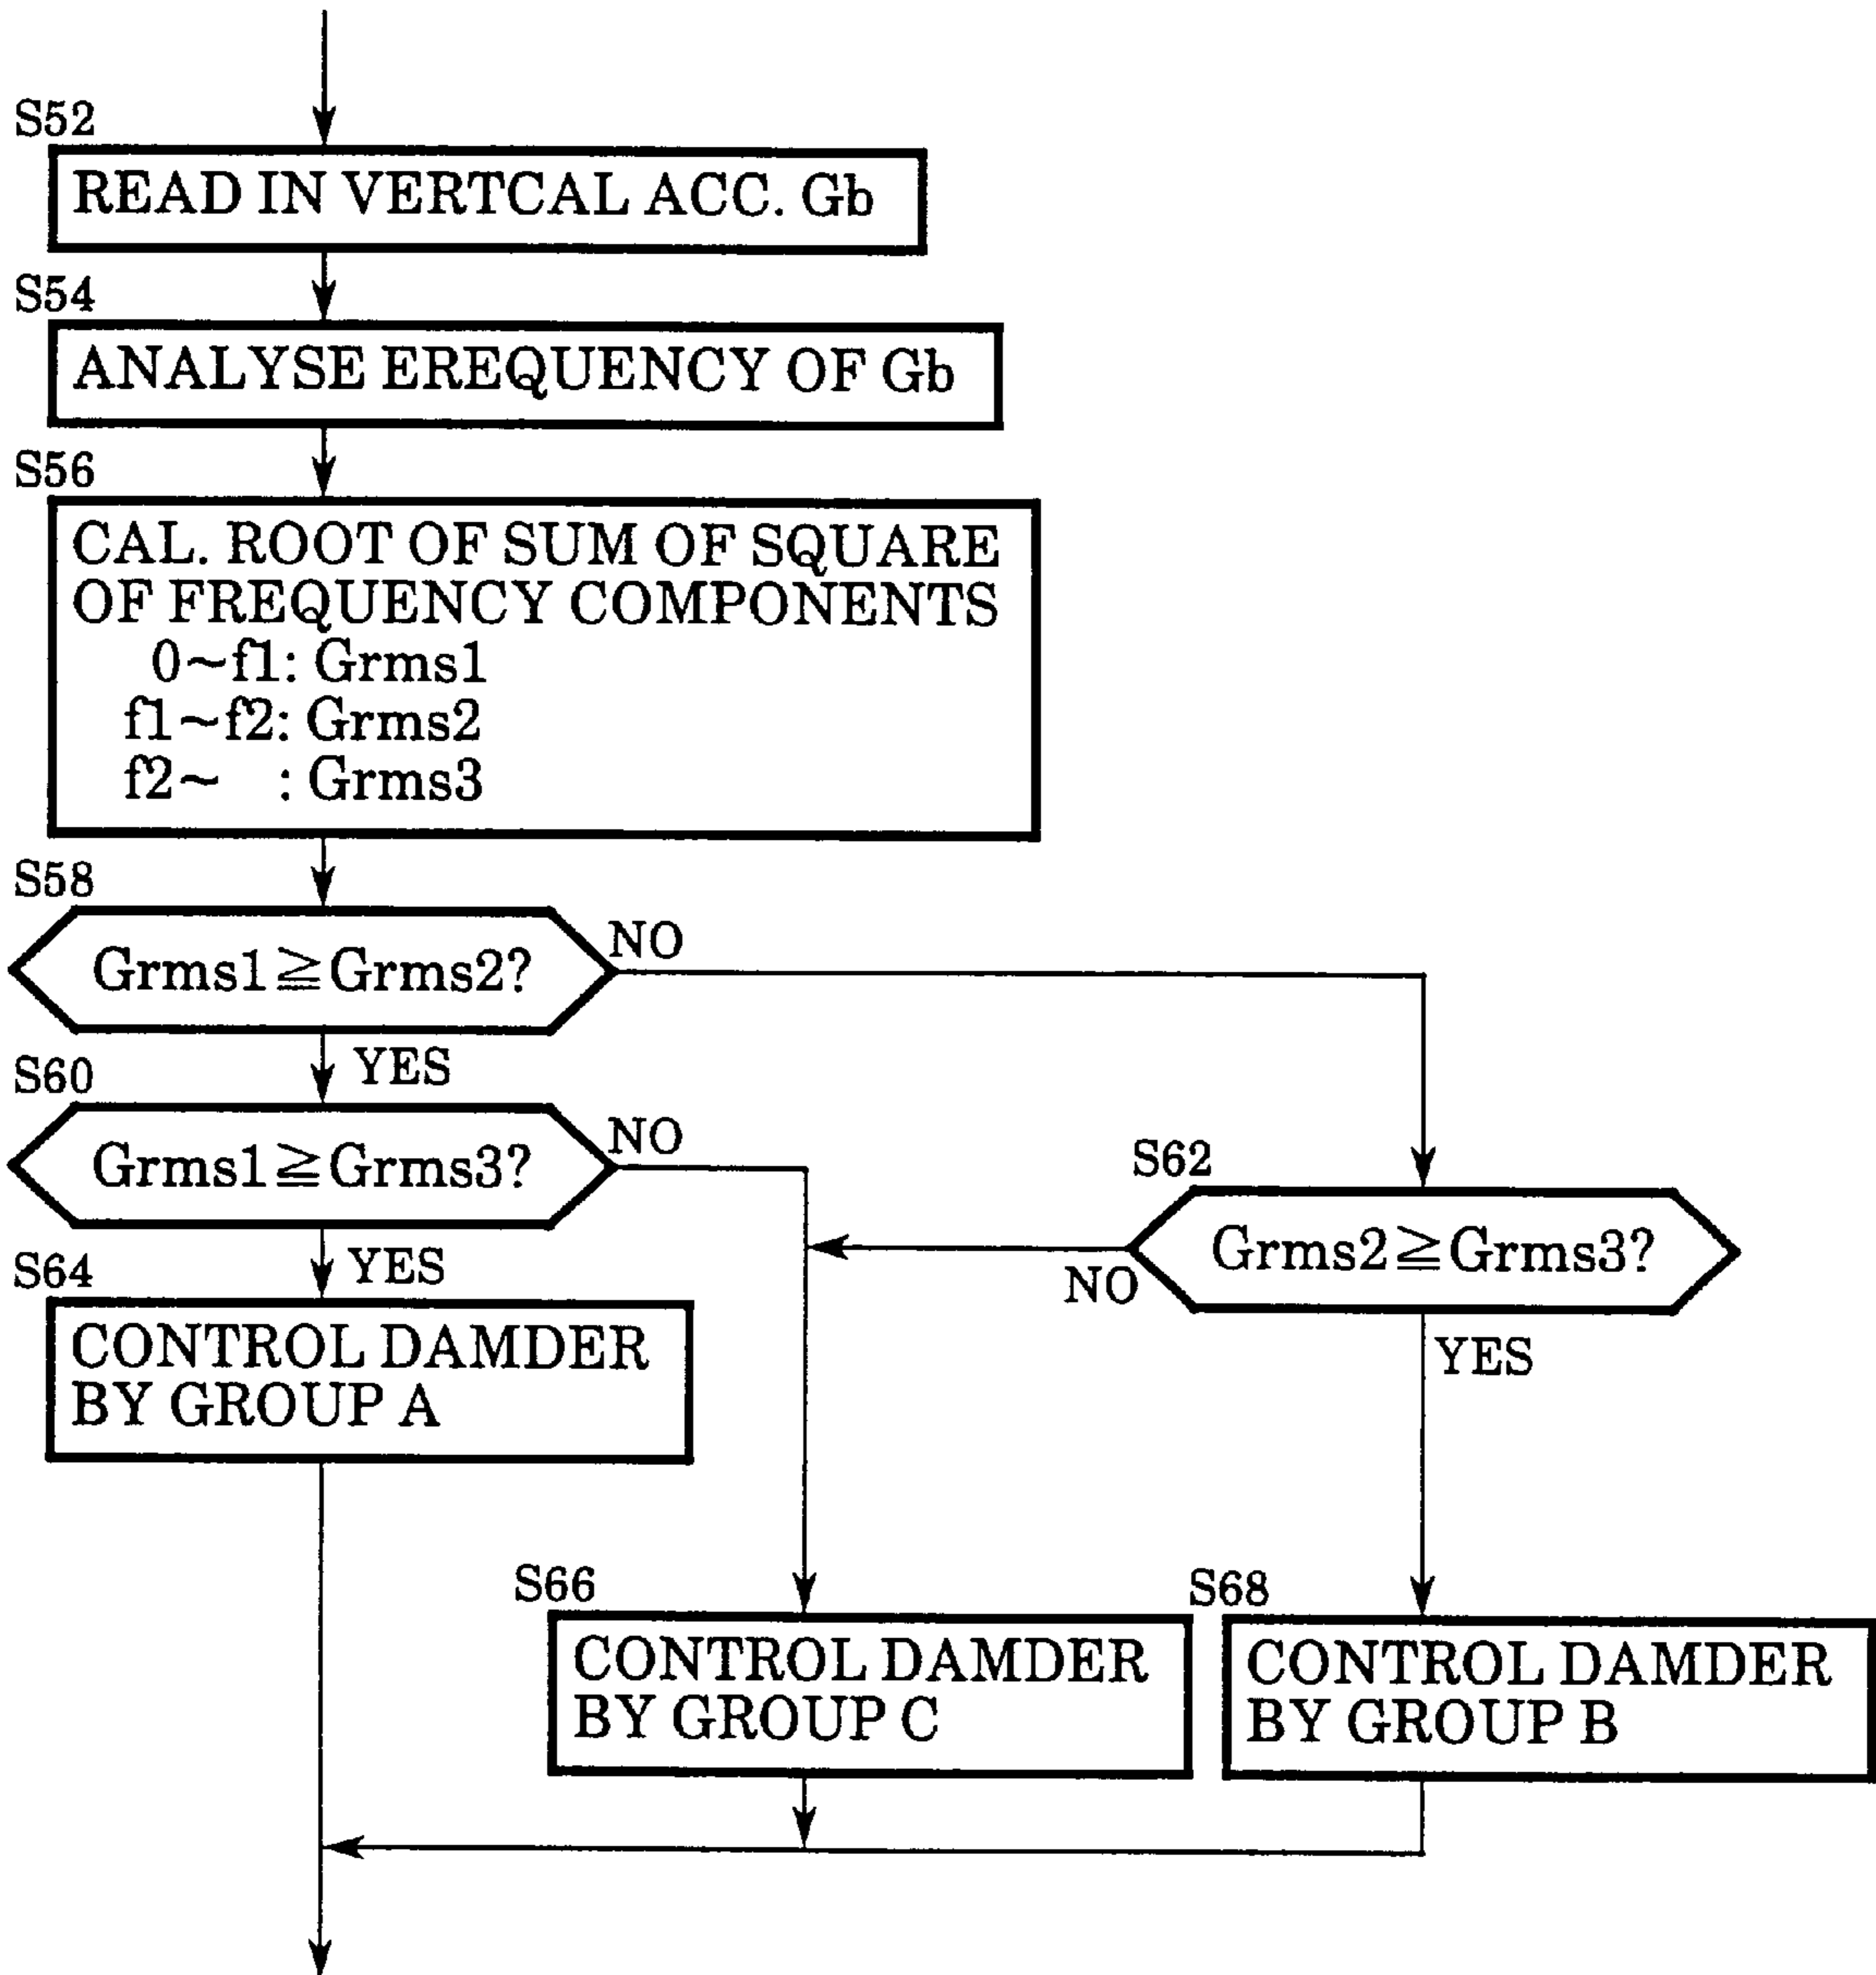 S52
READ IN VERTCAL ACC. Gb
S54
ANALYSE EREQUENCY OF Gb
S56
CAL. ROOT OF SUM OF SQUARE
OF FREQUENCY COMPONENTS
0~f1: Grms1
f1~f2: Grms2
f2~ : Grms3
S58
Grms1≧Grms2?
NO
YES
S60
Grms1≧Grms3?
NO
YES
S62
Grms2≧Grms3?
NO
YES
S64
CONTROL DAMDER
BY GROUP A
S66
CONTROL DAMDER
BY GROUP C
S68
CONTROL DAMDER
BY GROUP B